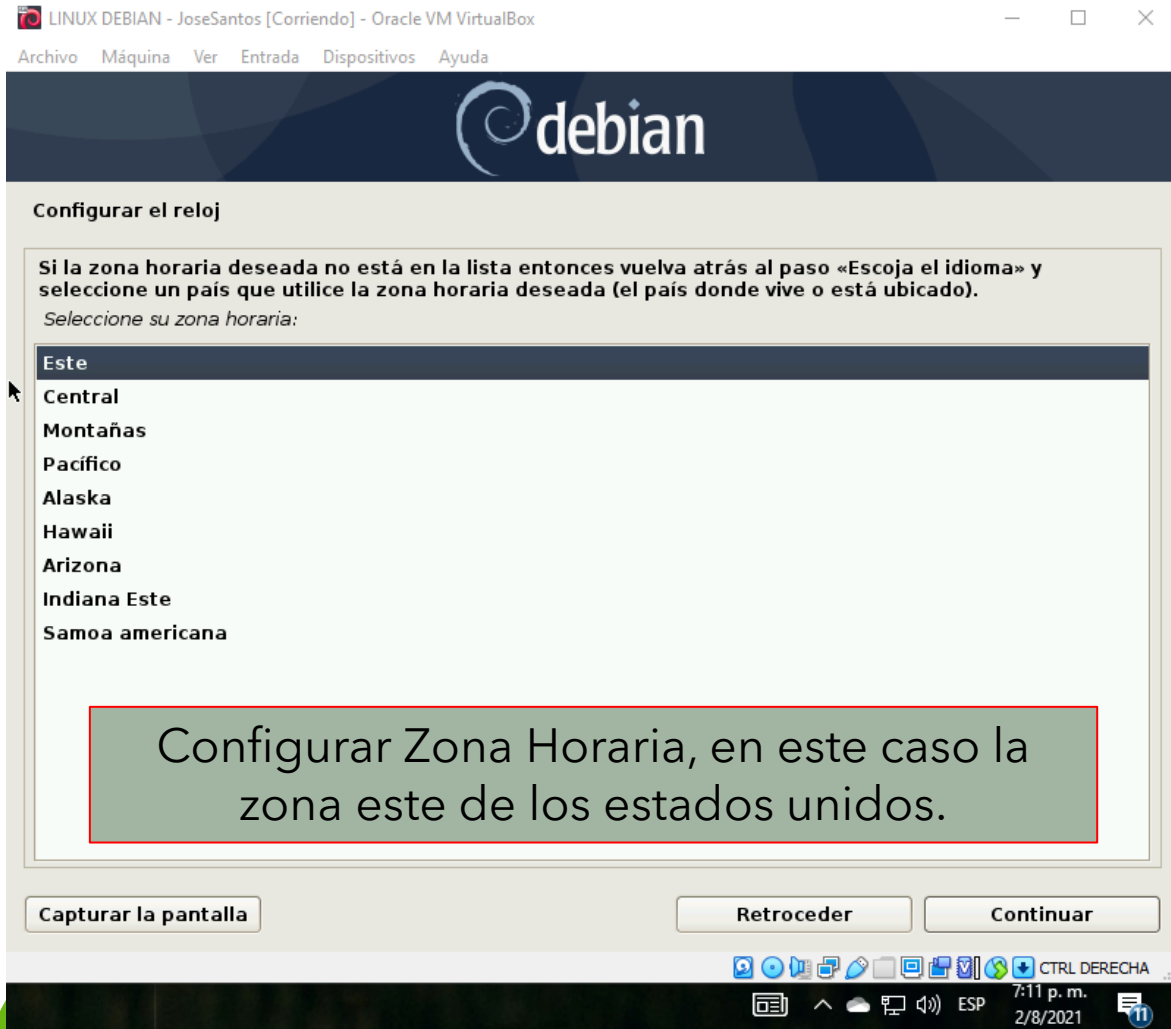 LINUX DEBIAN - JoseSantos [Corriendo] - Oracle VM VirtualBox
Archivo Máquina Ver Entrada Dispositivos Ayuda
debian
Configurar el reloj
Si la zona horaria deseada no está en la lista entonces vuelva atrás al paso «Escoja el idioma» y
seleccione un país que utilice la zona horaria deseada (el país donde vive o está ubicado).
Seleccione su zona horaria:
Este
Central
Montañas
Pacífico
Alaska
Hawaii
Arizona
Indiana Este
Samoa americana
Configurar Zona Horaria, en este caso la
zona este de los estados unidos.
Capturar la pantalla Retroceder Continuar
CTRL DERECHA
ESP 7:11 p. m.
2/8/2021 11